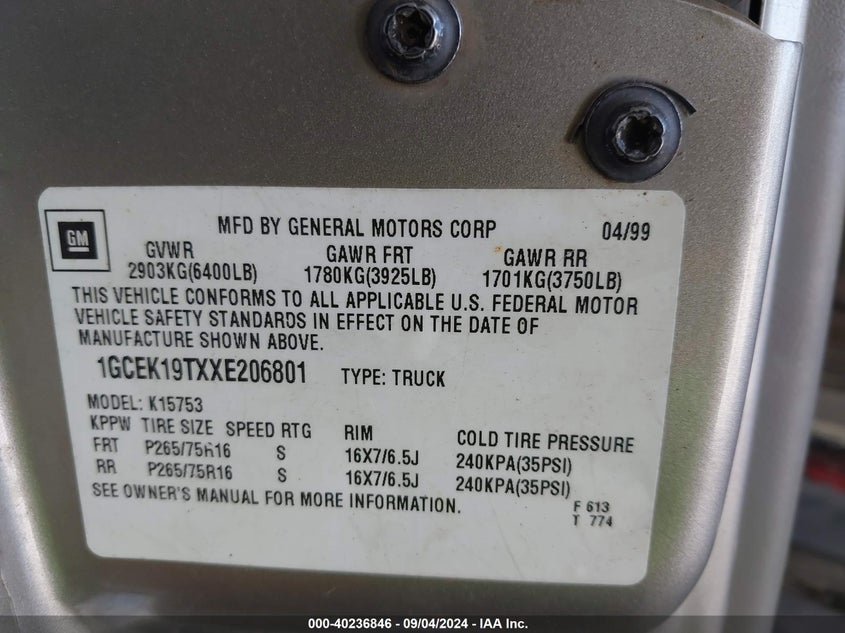 GM
MFD BY GENERAL MOTORS CORP 04/99
GVWR GAWR FRT GAWR RR
2903KG(6400LB) 1780KG(3925LB) 1701KG(3750LB)
THIS VEHICLE CONFORMS TO ALL APPLICABLE U.S. FEDERAL MOTOR
VEHICLE SAFETY STANDARDS IN EFFECT ON THE DATE OF
MANUFACTURE SHOWN ABOVE.
1GCEK19TXXE206801 TYPE: TRUCK
MODEL: K15753
KPPW TIRE SIZE SPEED RTG RIM COLD TIRE PRESSURE
FRT P265/75R16 S 16X7/6.5J 240KPA(35PSI)
RR P265/75R16 S 16X7/6.5J 240KPA(35PSI)
SEE OWNER'S MANUAL FOR MORE INFORMATION.
F 613
T 774
000-40236846 - 09/04/2024 - IAA Inc.